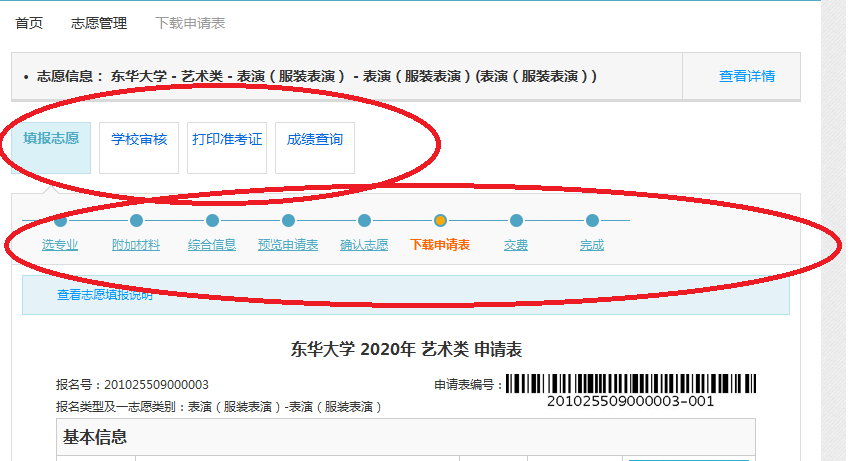 首页 志愿管理 下载申请表
• 志愿信息： 东华大学 - 艺术类 - 表演（服装表演） - 表演（服装表演）(表演（服装表演）) 查看详情
填报志愿 学校审核 打印准考证 成绩查询
选专业 附加材料 综合信息 预览申请表 确认志愿 下载申请表 交费 完成
查看志愿填报说明
东华大学 2020年 艺术类 申请表
报名号：201025509000003 申请表编号：
201025509000003-001
报名类型及一志愿类别：表演（服装表演）-表演（服装表演）
基本信息